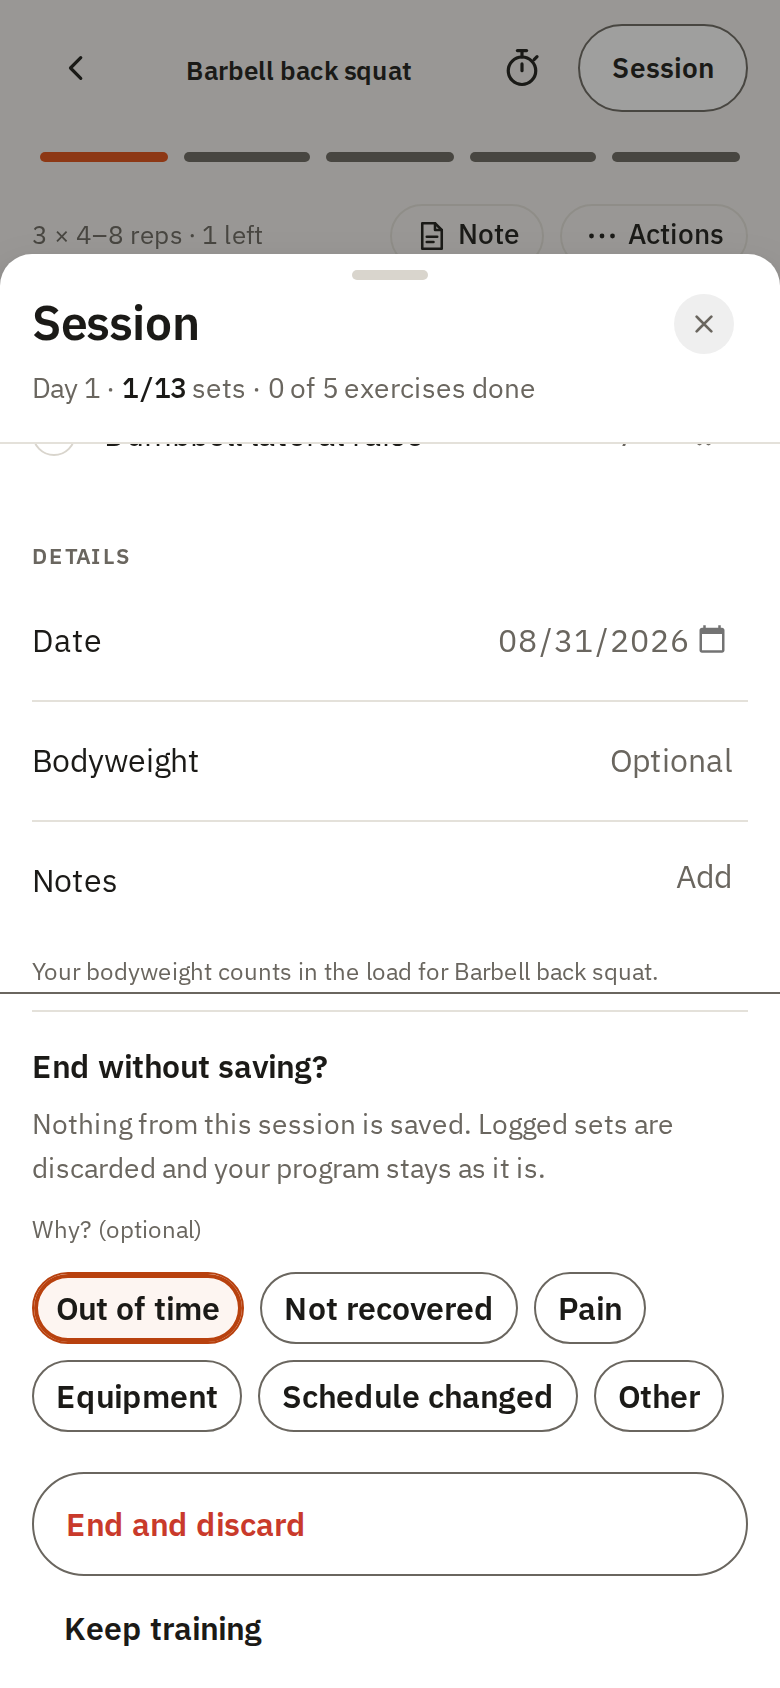 Barbell back squat
Session
3 × 4–8 reps · 1 left
Note
Actions
Session
Day 1 · 1/13 sets · 0 of 5 exercises done
Dumbbell lateral raise
DETAILS
Date
08/31/2026
Bodyweight
Optional
Notes
Add
Your bodyweight counts in the load for Barbell back squat.
End without saving?
Nothing from this session is saved. Logged sets are
discarded and your program stays as it is.
Why? (optional)
Out of time
Not recovered
Pain
Equipment
Schedule changed
Other
End and discard
Keep training